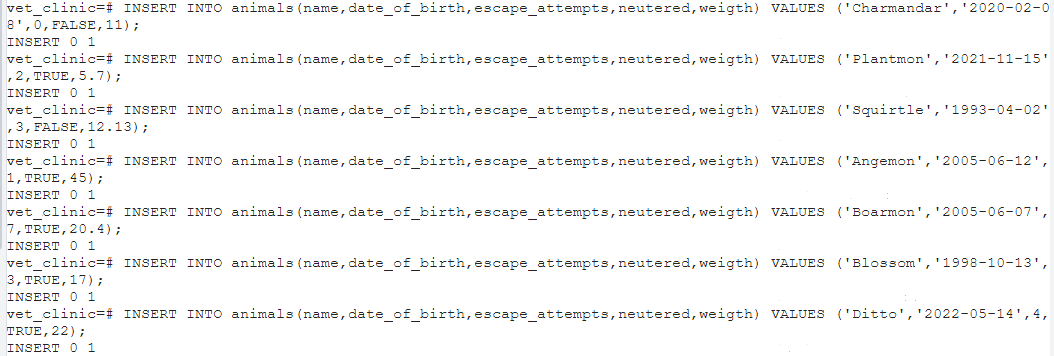 vet_clinic=# INSERT INTO animals(name,date_of_birth,escape_attempts,neutered,weigth) VALUES ('Charmandar','2020-02-0
8',0,FALSE,11);
INSERT 0 1
vet_clinic=# INSERT INTO animals(name,date_of_birth,escape_attempts,neutered,weigth) VALUES ('Plantmon','2021-11-15'
,2,TRUE,5.7);
INSERT 0 1
vet_clinic=# INSERT INTO animals(name,date_of_birth,escape_attempts,neutered,weigth) VALUES ('Squirtle','1993-04-02'
,3,FALSE,12.13);
INSERT 0 1
vet_clinic=# INSERT INTO animals(name,date_of_birth,escape_attempts,neutered,weigth) VALUES ('Angemon','2005-06-12',
1,TRUE,45);
INSERT 0 1
vet_clinic=# INSERT INTO animals(name,date_of_birth,escape_attempts,neutered,weigth) VALUES ('Boarmon','2005-06-07',
7,TRUE,20.4);
INSERT 0 1
vet_clinic=# INSERT INTO animals(name,date_of_birth,escape_attempts,neutered,weigth) VALUES ('Blossom','1998-10-13',
3,TRUE,17);
INSERT 0 1
vet_clinic=# INSERT INTO animals(name,date_of_birth,escape_attempts,neutered,weigth) VALUES ('Ditto','2022-05-14',4,
TRUE,22);
INSERT 0 1